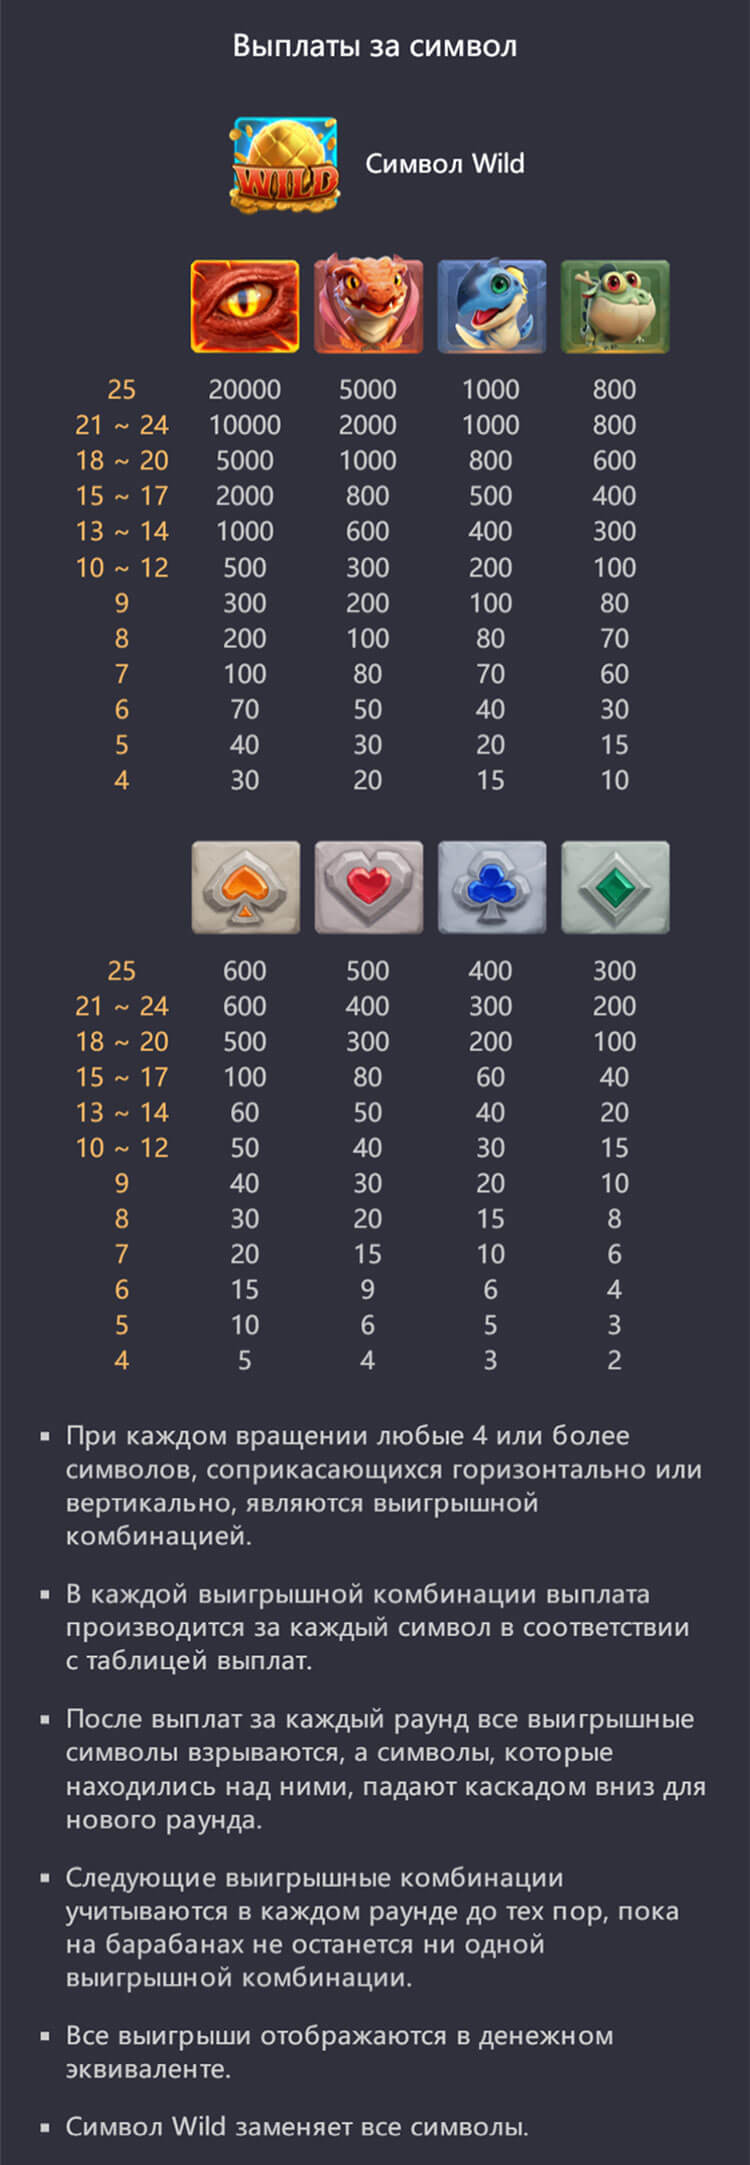 Выплаты за символ
WILD
Символ Wild
25 20000 5000 1000 800
21 ~ 24 10000 2000 1000 800
18 ~ 20 5000 1000 800 600
15 ~ 17 2000 800 500 400
13 ~ 14 1000 600 400 300
10 ~ 12 500 300 200 100
9 300 200 100 80
8 200 100 80 70
7 100 80 70 60
6 70 50 40 30
5 40 30 20 15
4 30 20 15 10
25 600 500 400 300
21 ~ 24 600 400 300 200
18 ~ 20 500 300 200 100
15 ~ 17 100 80 60 40
13 ~ 14 60 50 40 20
10 ~ 12 50 40 30 15
9 40 30 20 10
8 30 20 15 8
7 20 15 10 6
6 15 9 6 4
5 10 6 5 3
4 5 4 3 2
▪ При каждом вращении любые 4 или более
символов, соприкасающихся горизонтально или
вертикально, являются выигрышной
комбинацией.
▪ В каждой выигрышной комбинации выплата
производится за каждый символ в соответствии
с таблицей выплат.
▪ После выплат за каждый раунд все выигрышные
символы взрываются, а символы, которые
находились над ними, падают каскадом вниз для
нового раунда.
▪ Следующие выигрышные комбинации
учитываются в каждом раунде до тех пор, пока
на барабанах не останется ни одной
выигрышной комбинации.
▪ Все выигрыши отображаются в денежном
эквиваленте.
▪ Символ Wild заменяет все символы.